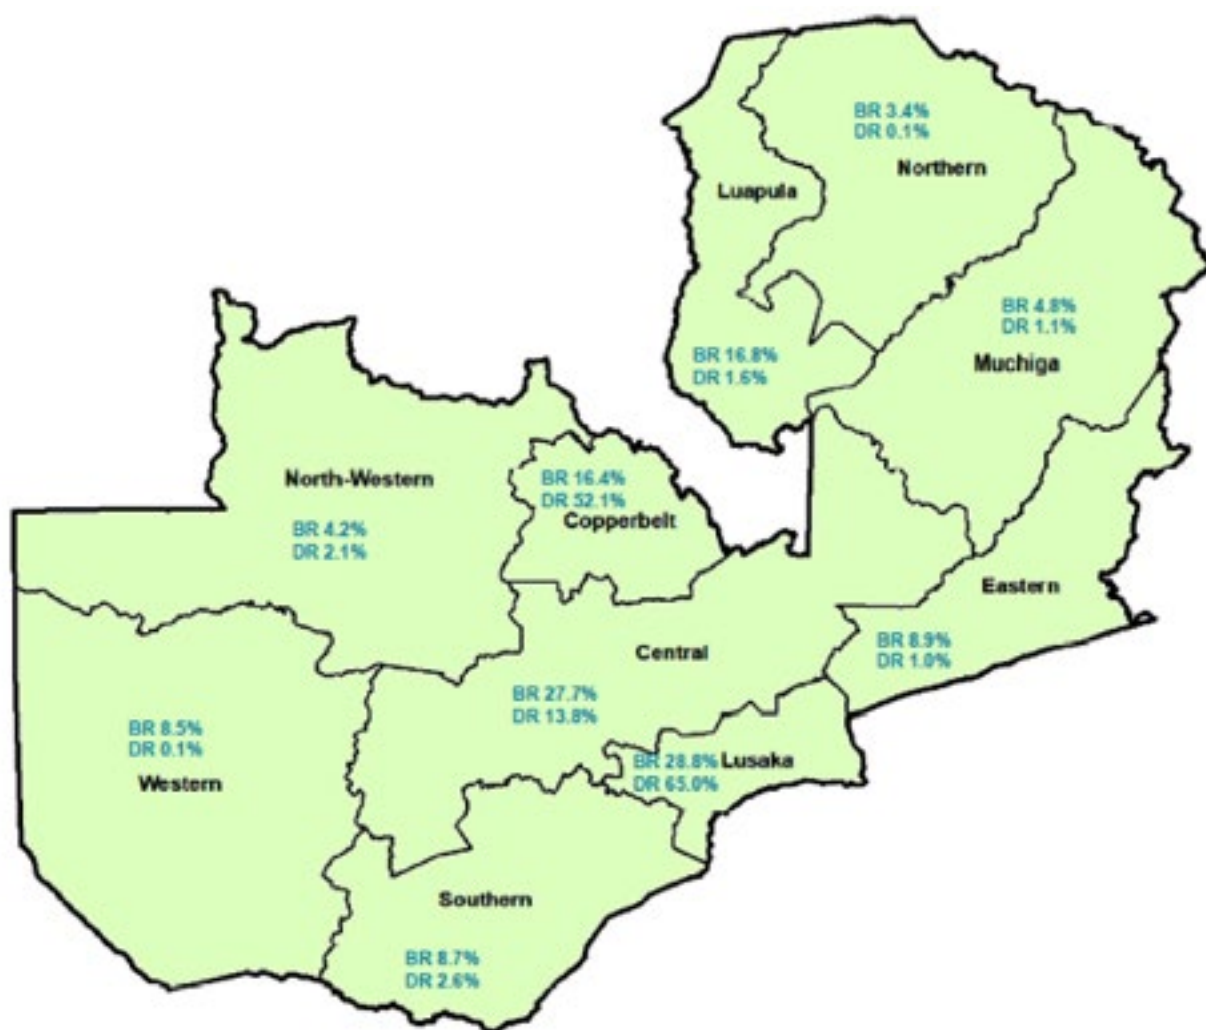 BR 3.4%
DR 0.1%
Northern
Luapula
BR 4.8%
DR 1.1%
Muchiga
BR 16.8%
DR 1.6%
North-Western
BR 4.2%
DR 2.1%
BR 16.4%
DR 52.1%
Copperbelt
Eastern
BR 8.9%
DR 1.0%
Central
BR 27.7%
DR 13.8%
BR 8.5%
DR 0.1%
Western
BR 28.8% Lusaka
DR 65.0%
Southern
BR 8.7%
DR 2.6%